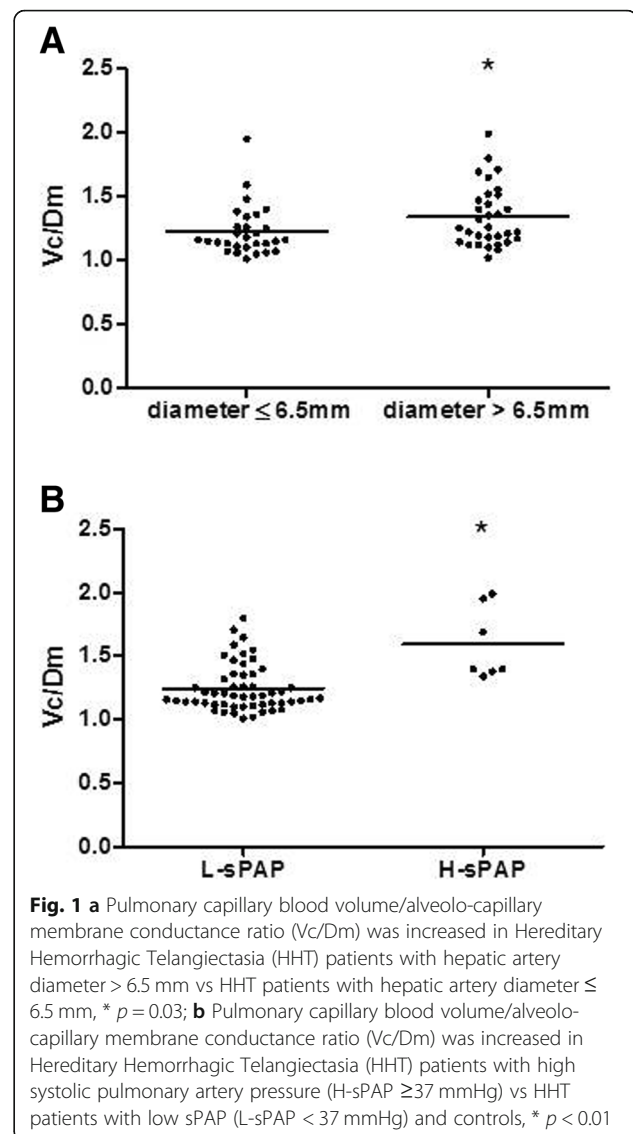 A
*
2.5
2.0
1.5
1.0
0.5
0.0
Vc/Dm
diameter ≤ 6.5mm
diameter > 6.5mm
B
*
2.5
2.0
1.5
1.0
0.5
0.0
Vc/Dm
L-sPAP
H-sPAP
Fig. 1 a Pulmonary capillary blood volume/alveolo-capillary
membrane conductance ratio (Vc/Dm) was increased in Hereditary
Hemorrhagic Telangiectasia (HHT) patients with hepatic artery
diameter > 6.5 mm vs HHT patients with hepatic artery diameter ≤
6.5 mm, * p = 0.03; b Pulmonary capillary blood volume/alveolo-
capillary membrane conductance ratio (Vc/Dm) was increased in
Hereditary Hemorrhagic Telangiectasia (HHT) patients with high
systolic pulmonary artery pressure (H-sPAP ≥37 mmHg) vs HHT
patients with low sPAP (L-sPAP < 37 mmHg) and controls, * p < 0.01